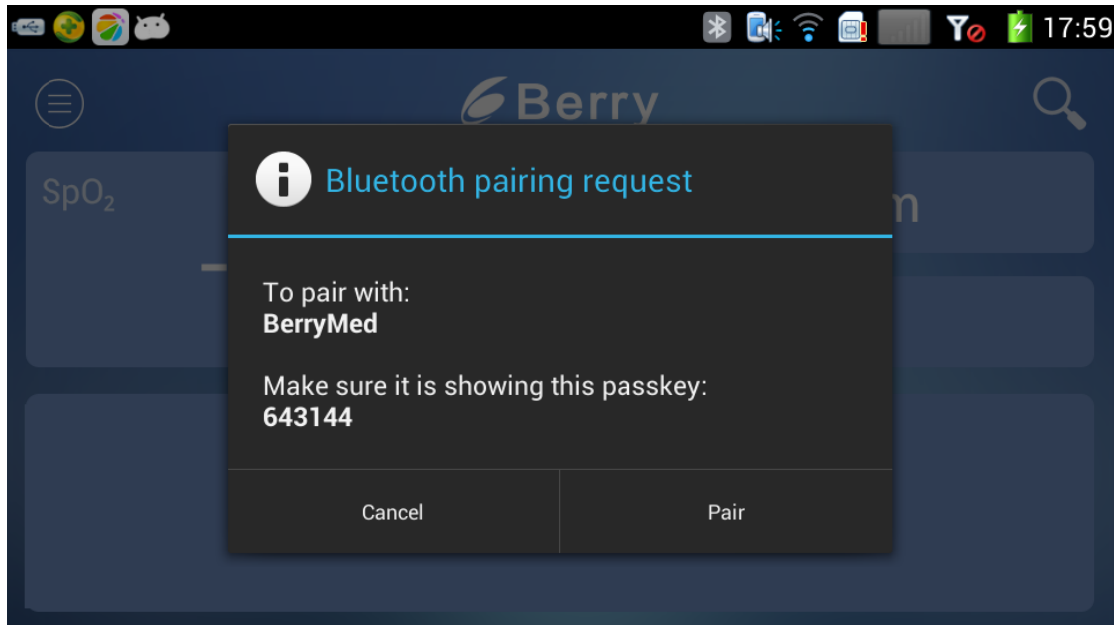 17:59
Berry
SpO₂
m
Bluetooth pairing request
To pair with:
BerryMed
Make sure it is showing this passkey:
643144
Cancel
Pair